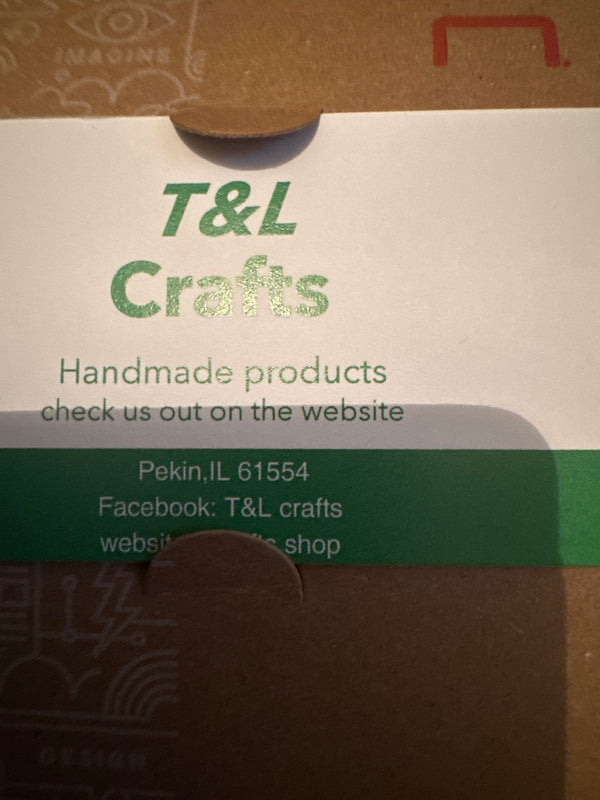 IMAGINE
T&L
Crafts
Handmade products
check us out on the website
Pekin,IL 61554
Facebook: T&L crafts
shop
DESIGN